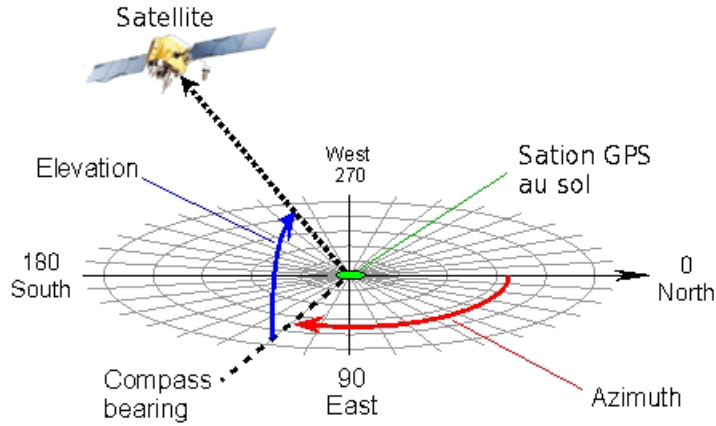 Satellite
Elevation
West
270
Sation GPS
au sol
180
South
0
North
Compass
bearing
90
East
Azimuth